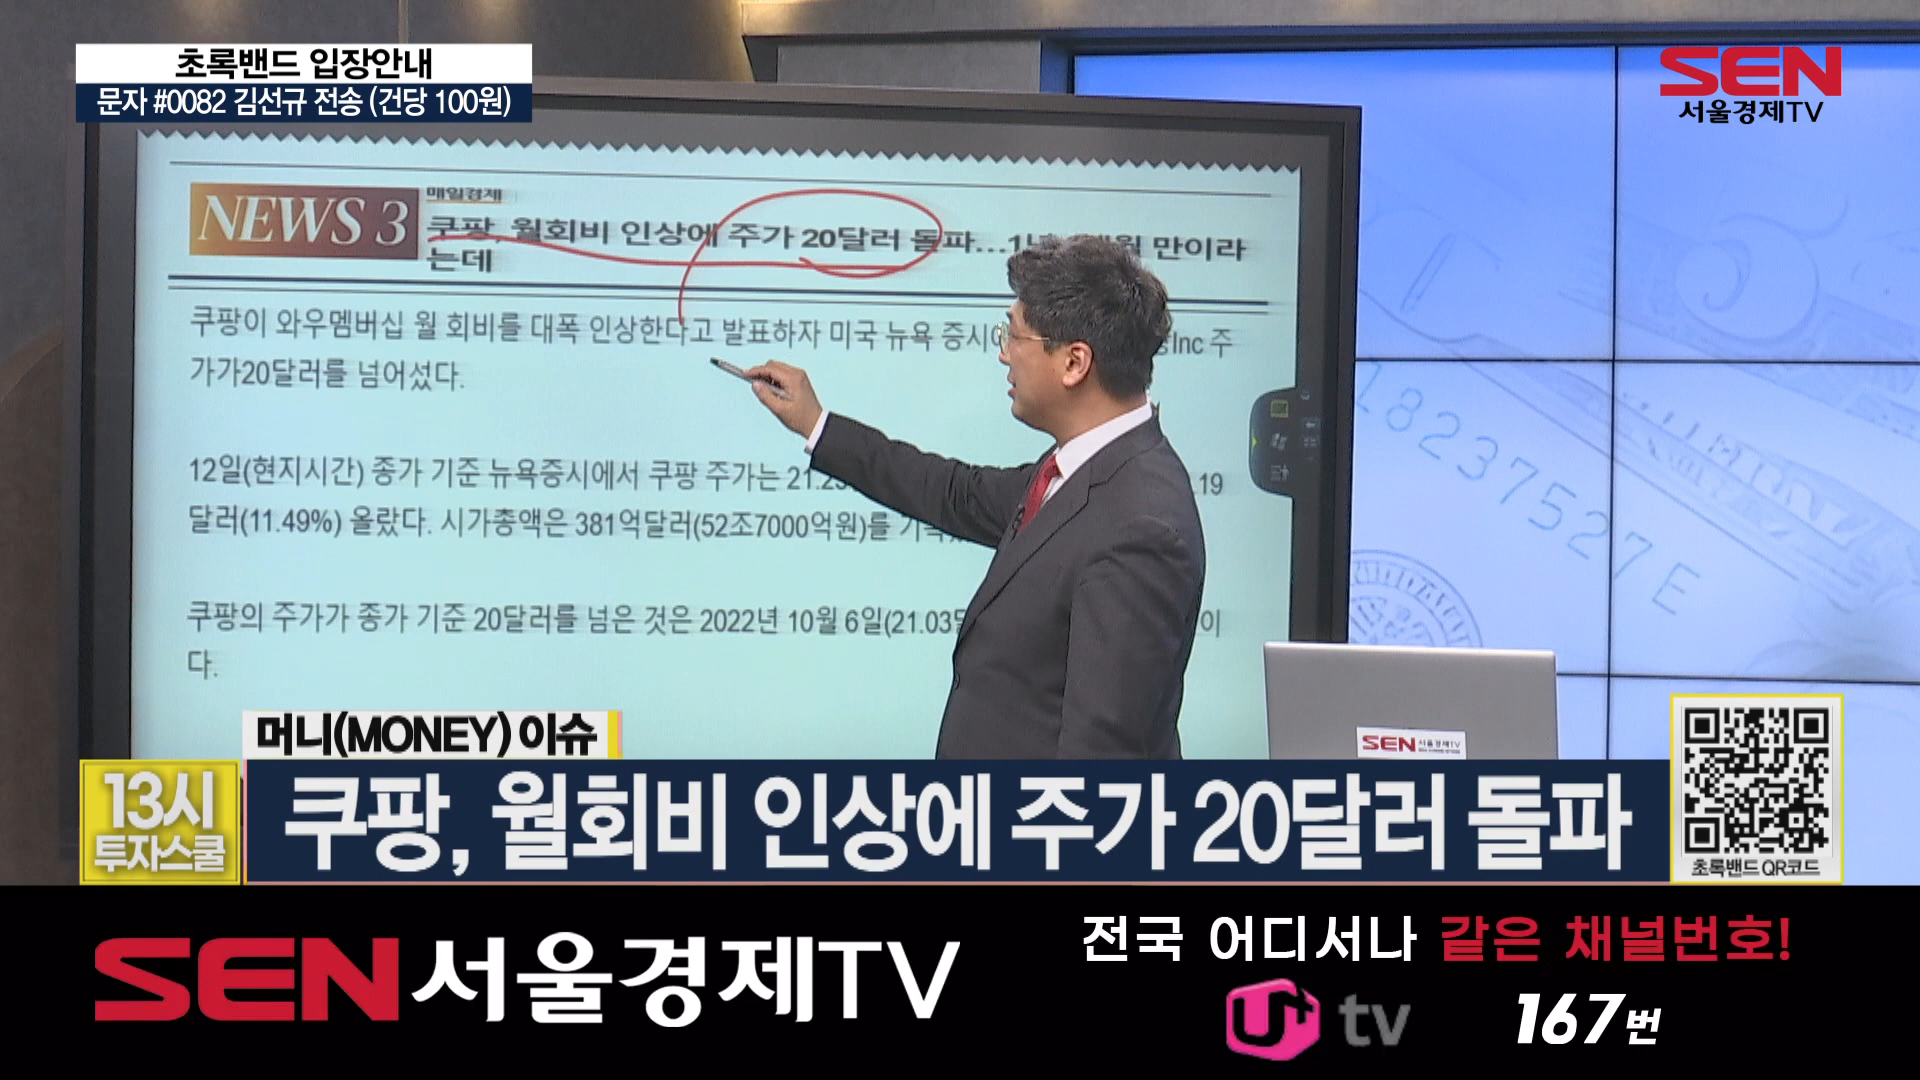 초록밴드 입장안내
문자 #0082 김선규 전송 (건당 100원)
SEN
서울경제TV
매일경제
NEWS 3
쿠팡, 월회비 인상에 주가 20달러 돌파...1년 만이라
는데
쿠팡이 와우멤버십 월 회비를 대폭 인상한다고 발표하자 미국 뉴욕 증시에 Inc 주
가가20달러를 넘어섰다.
12일(현지시간) 종가 기준 뉴욕증시에서 쿠팡 주가는 21.2 .19
달러(11.49%) 올랐다. 시가총액은 381억달러(52조7000억원)를
쿠팡의 주가가 종가 기준 20달러를 넘은 것은 2022년 10월 6일(21.03 이
다.
18237527E
SEN 서울경제TV
머니(MONEY) 이슈
13시
투자스쿨
쿠팡, 월회비 인상에 주가 20달러 돌파
초록밴드 QR코드
SEN 서울경제TV
전국 어디서나 같은 채널번호!
U+ tv
167번